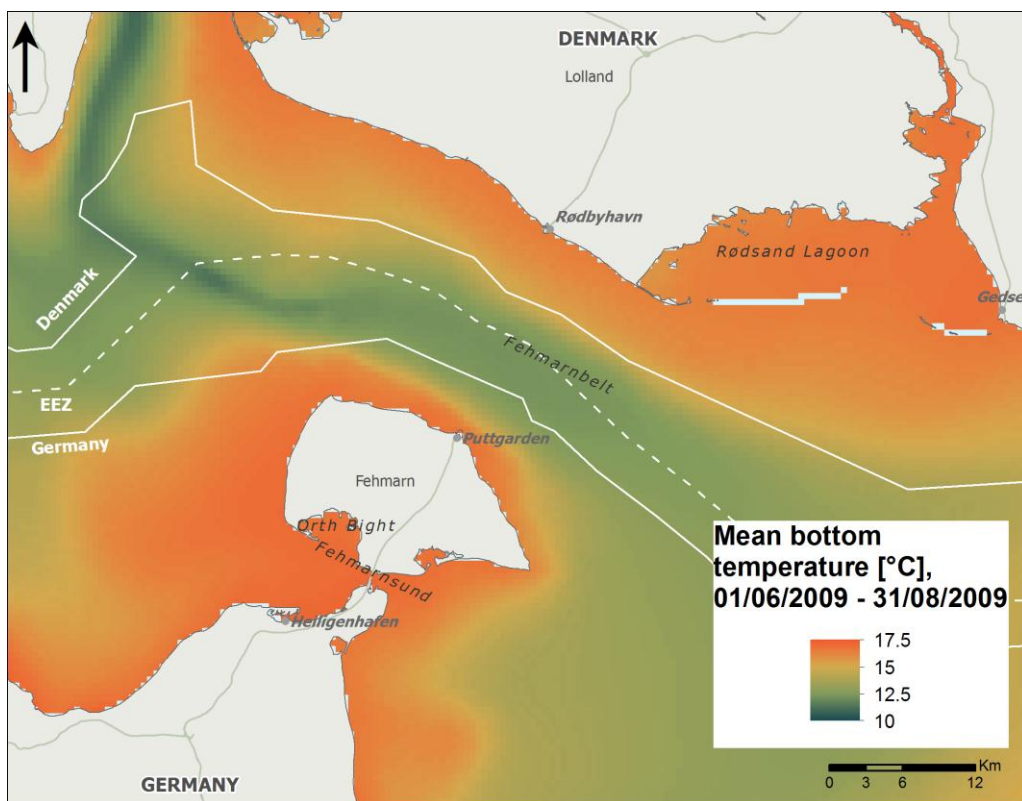 DENMARK
Lolland
Rødbyhavn
Rødsand Lagoon
Gedse
Denmark
Fehmarnbelt
EEZ
Germany
Puttgarden
Fehmarn
Orth Bight
Fehmarnsund
Heiligenhafen
GERMANY
Mean bottom
temperature [°C],
01/06/2009 - 31/08/2009
17.5
15
12.5
10
Km
0 3 6 12